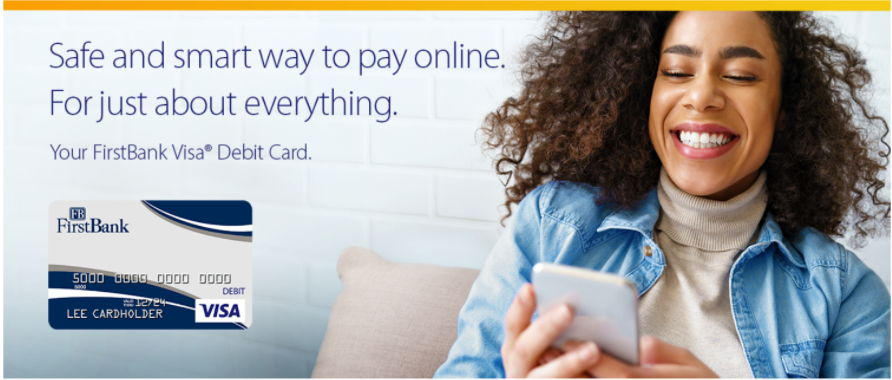 Safe and smart way to pay online.
For just about everything.
Your FirstBank Visa® Debit Card.
FB
FirstBank
5000 0000 0000 0000
DEBIT
12/24
LEE CARDHOLDER
VISA